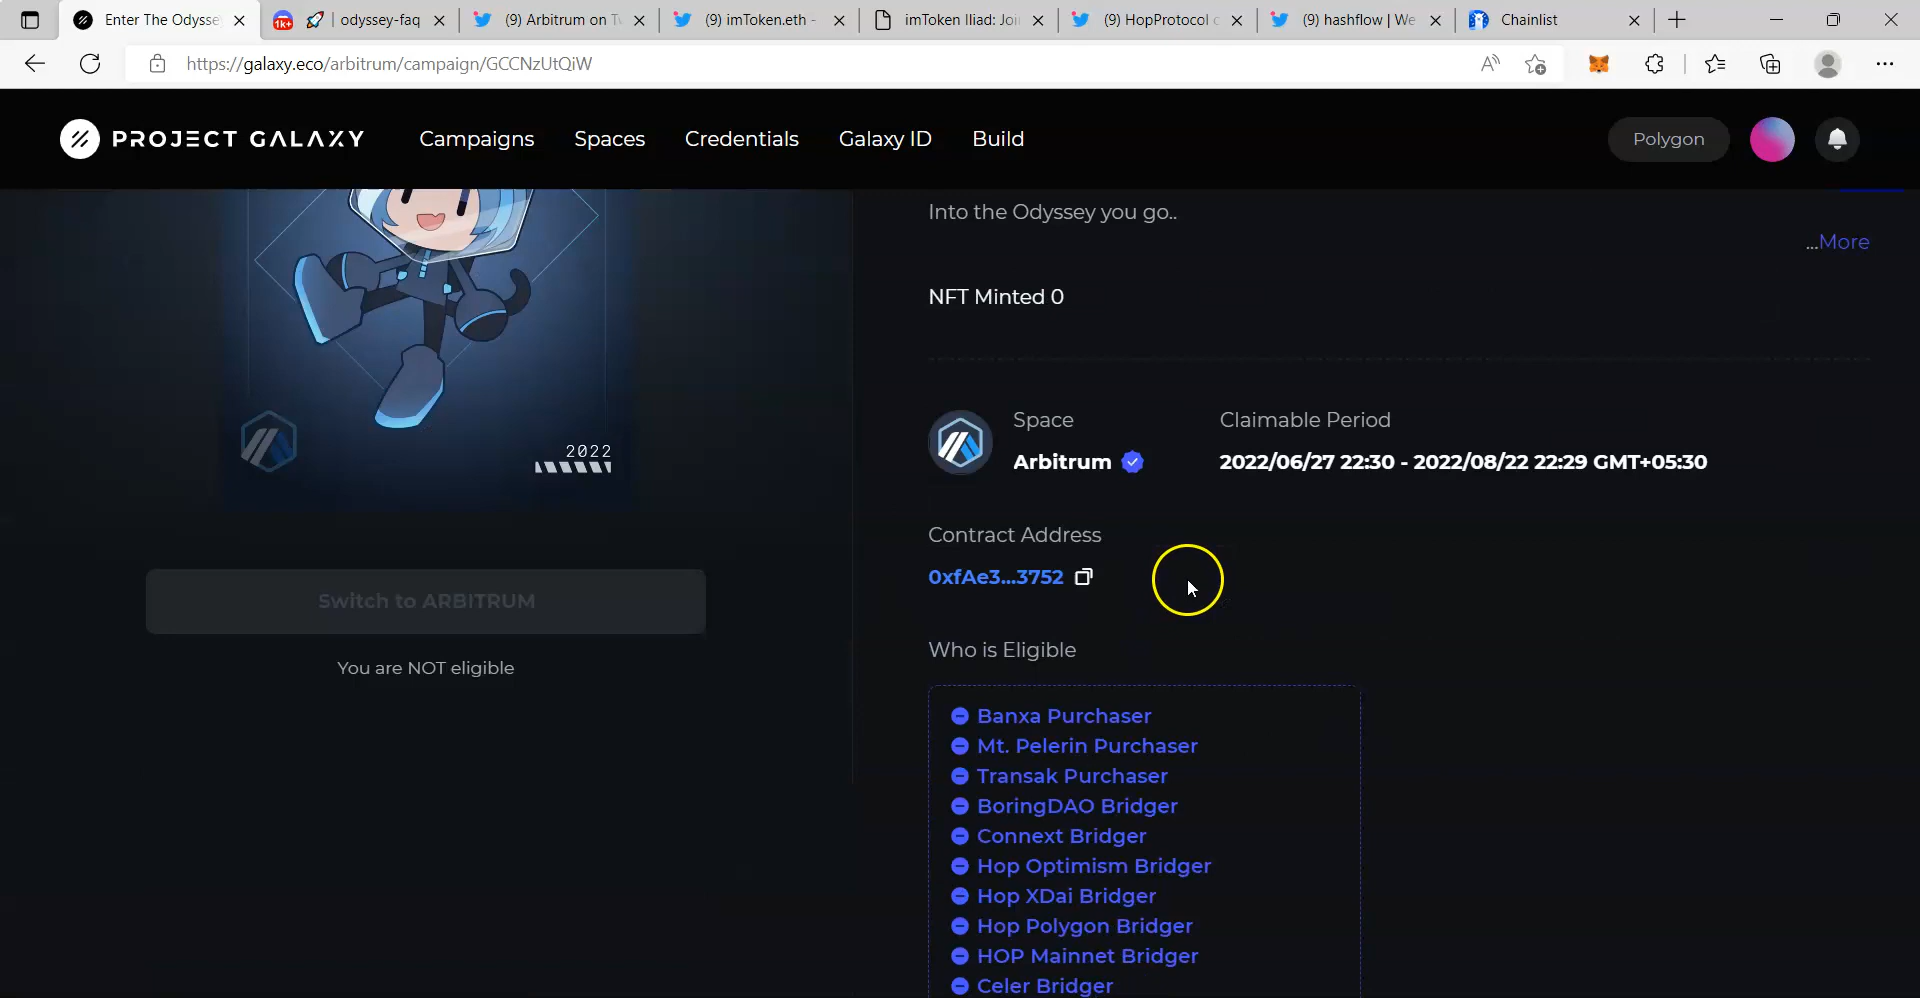 Enter The Odysse
1k+
odyssey-faq
(9) Arbitrum on Tw
(9) imToken.eth -
imToken Iliad: Joi
(9) HopProtocol o
(9) hashflow | We
Chainlist
https://galaxy.eco/arbitrum/campaign/GCCNzUtQiW
PROJECT GALAXY
Campaigns
Spaces
Credentials
Galaxy ID
Build
Polygon
Into the Odyssey you go..
...More
NFT Minted 0
Space
Claimable Period
Arbitrum
2022/06/27 22:30 - 2022/08/22 22:29 GMT+05:30
2022
Contract Address
0xfAe3...3752
Switch to ARBITRUM
You are NOT eligible
Who is Eligible
Banxa Purchaser
Mt. Pelerin Purchaser
Transak Purchaser
BoringDAO Bridger
Connext Bridger
Hop Optimism Bridger
Hop XDai Bridger
Hop Polygon Bridger
HOP Mainnet Bridger
Celer Bridger